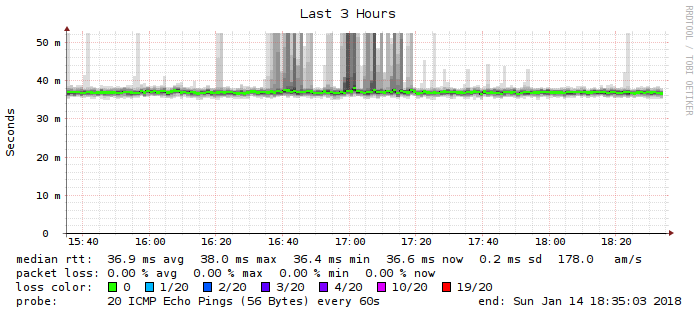 Last 3 Hours
RRDTOOL / TOBI OETIKER
Seconds
50 m
40 m
30 m
20 m
10 m
0
15:40 16:00 16:20 16:40 17:00 17:20 17:40 18:00 18:20
median rtt: 36.9 ms avg 38.0 ms max 36.4 ms min 36.6 ms now 0.2 ms sd 178.0 am/s
packet loss: 0.00 % avg 0.00 % max 0.00 % min 0.00 % now
loss color: 0 1/20 2/20 3/20 4/20 10/20 19/20
probe: 20 ICMP Echo Pings (56 Bytes) every 60s end: Sun Jan 14 18:35:03 2018